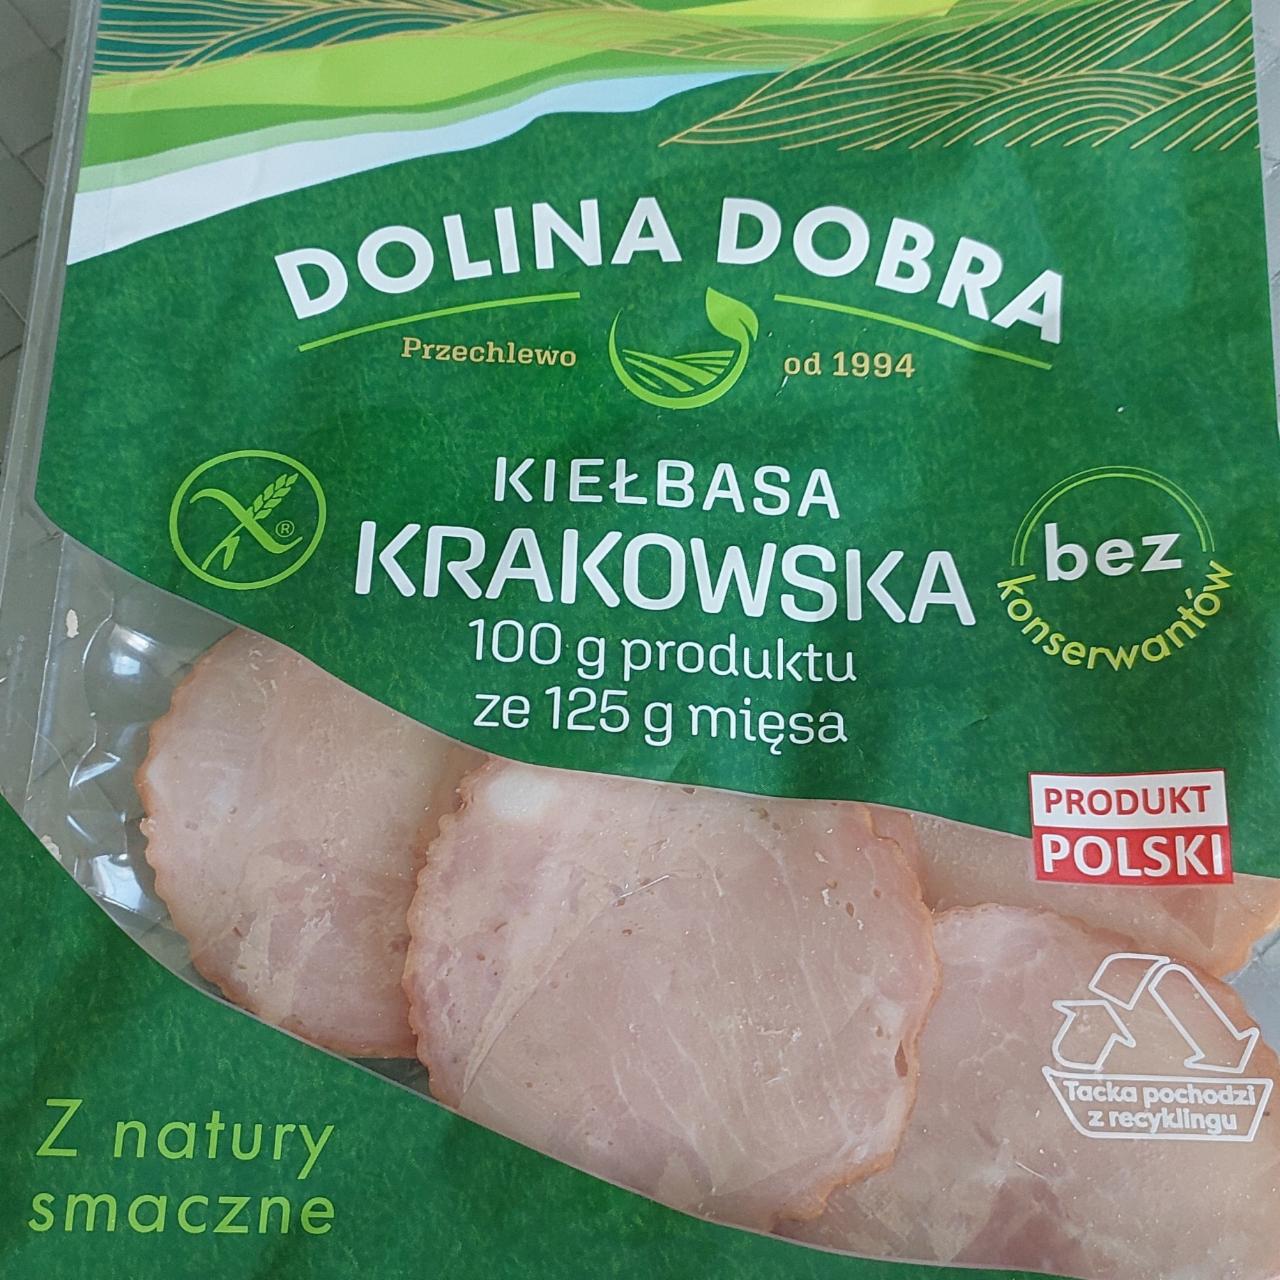 DOLINA DOBRA
Przechlewo od 1994
KIEŁBASA
KRAKOWSKA
100 g produktu
ze 125 g mięsa
®
bez
konserwantów
PRODUKT
POLSKI
Tacka pochodzi
z recyklingu
Z natury
smaczne